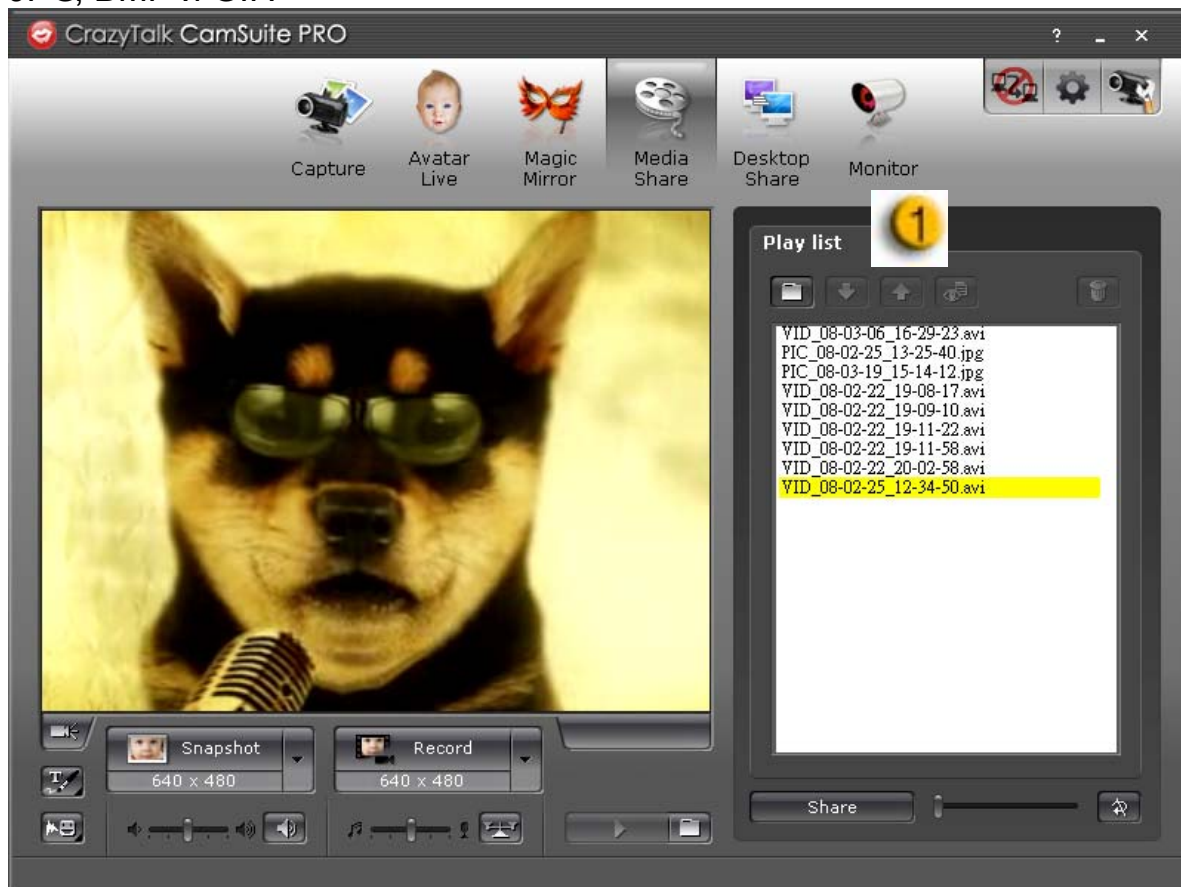 CrazyTalk CamSuite PRO
?
Capture
Avatar Live
Magic Mirror
Media Share
Desktop Share
Monitor
1
Play list
VID_08-03-06_16-29-23.avi
PIC_08-02-25_13-25-40.jpg
PIC_08-03-19_15-14-12.jpg
VID_08-02-22_19-08-17.avi
VID_08-02-22_19-09-10.avi
VID_08-02-22_19-11-22.avi
VID_08-02-22_19-11-58.avi
VID_08-02-22_20-02-58.avi
VID_08-02-25_12-34-50.avi
Snapshot
640 x 480
Record
640 x 480
Share